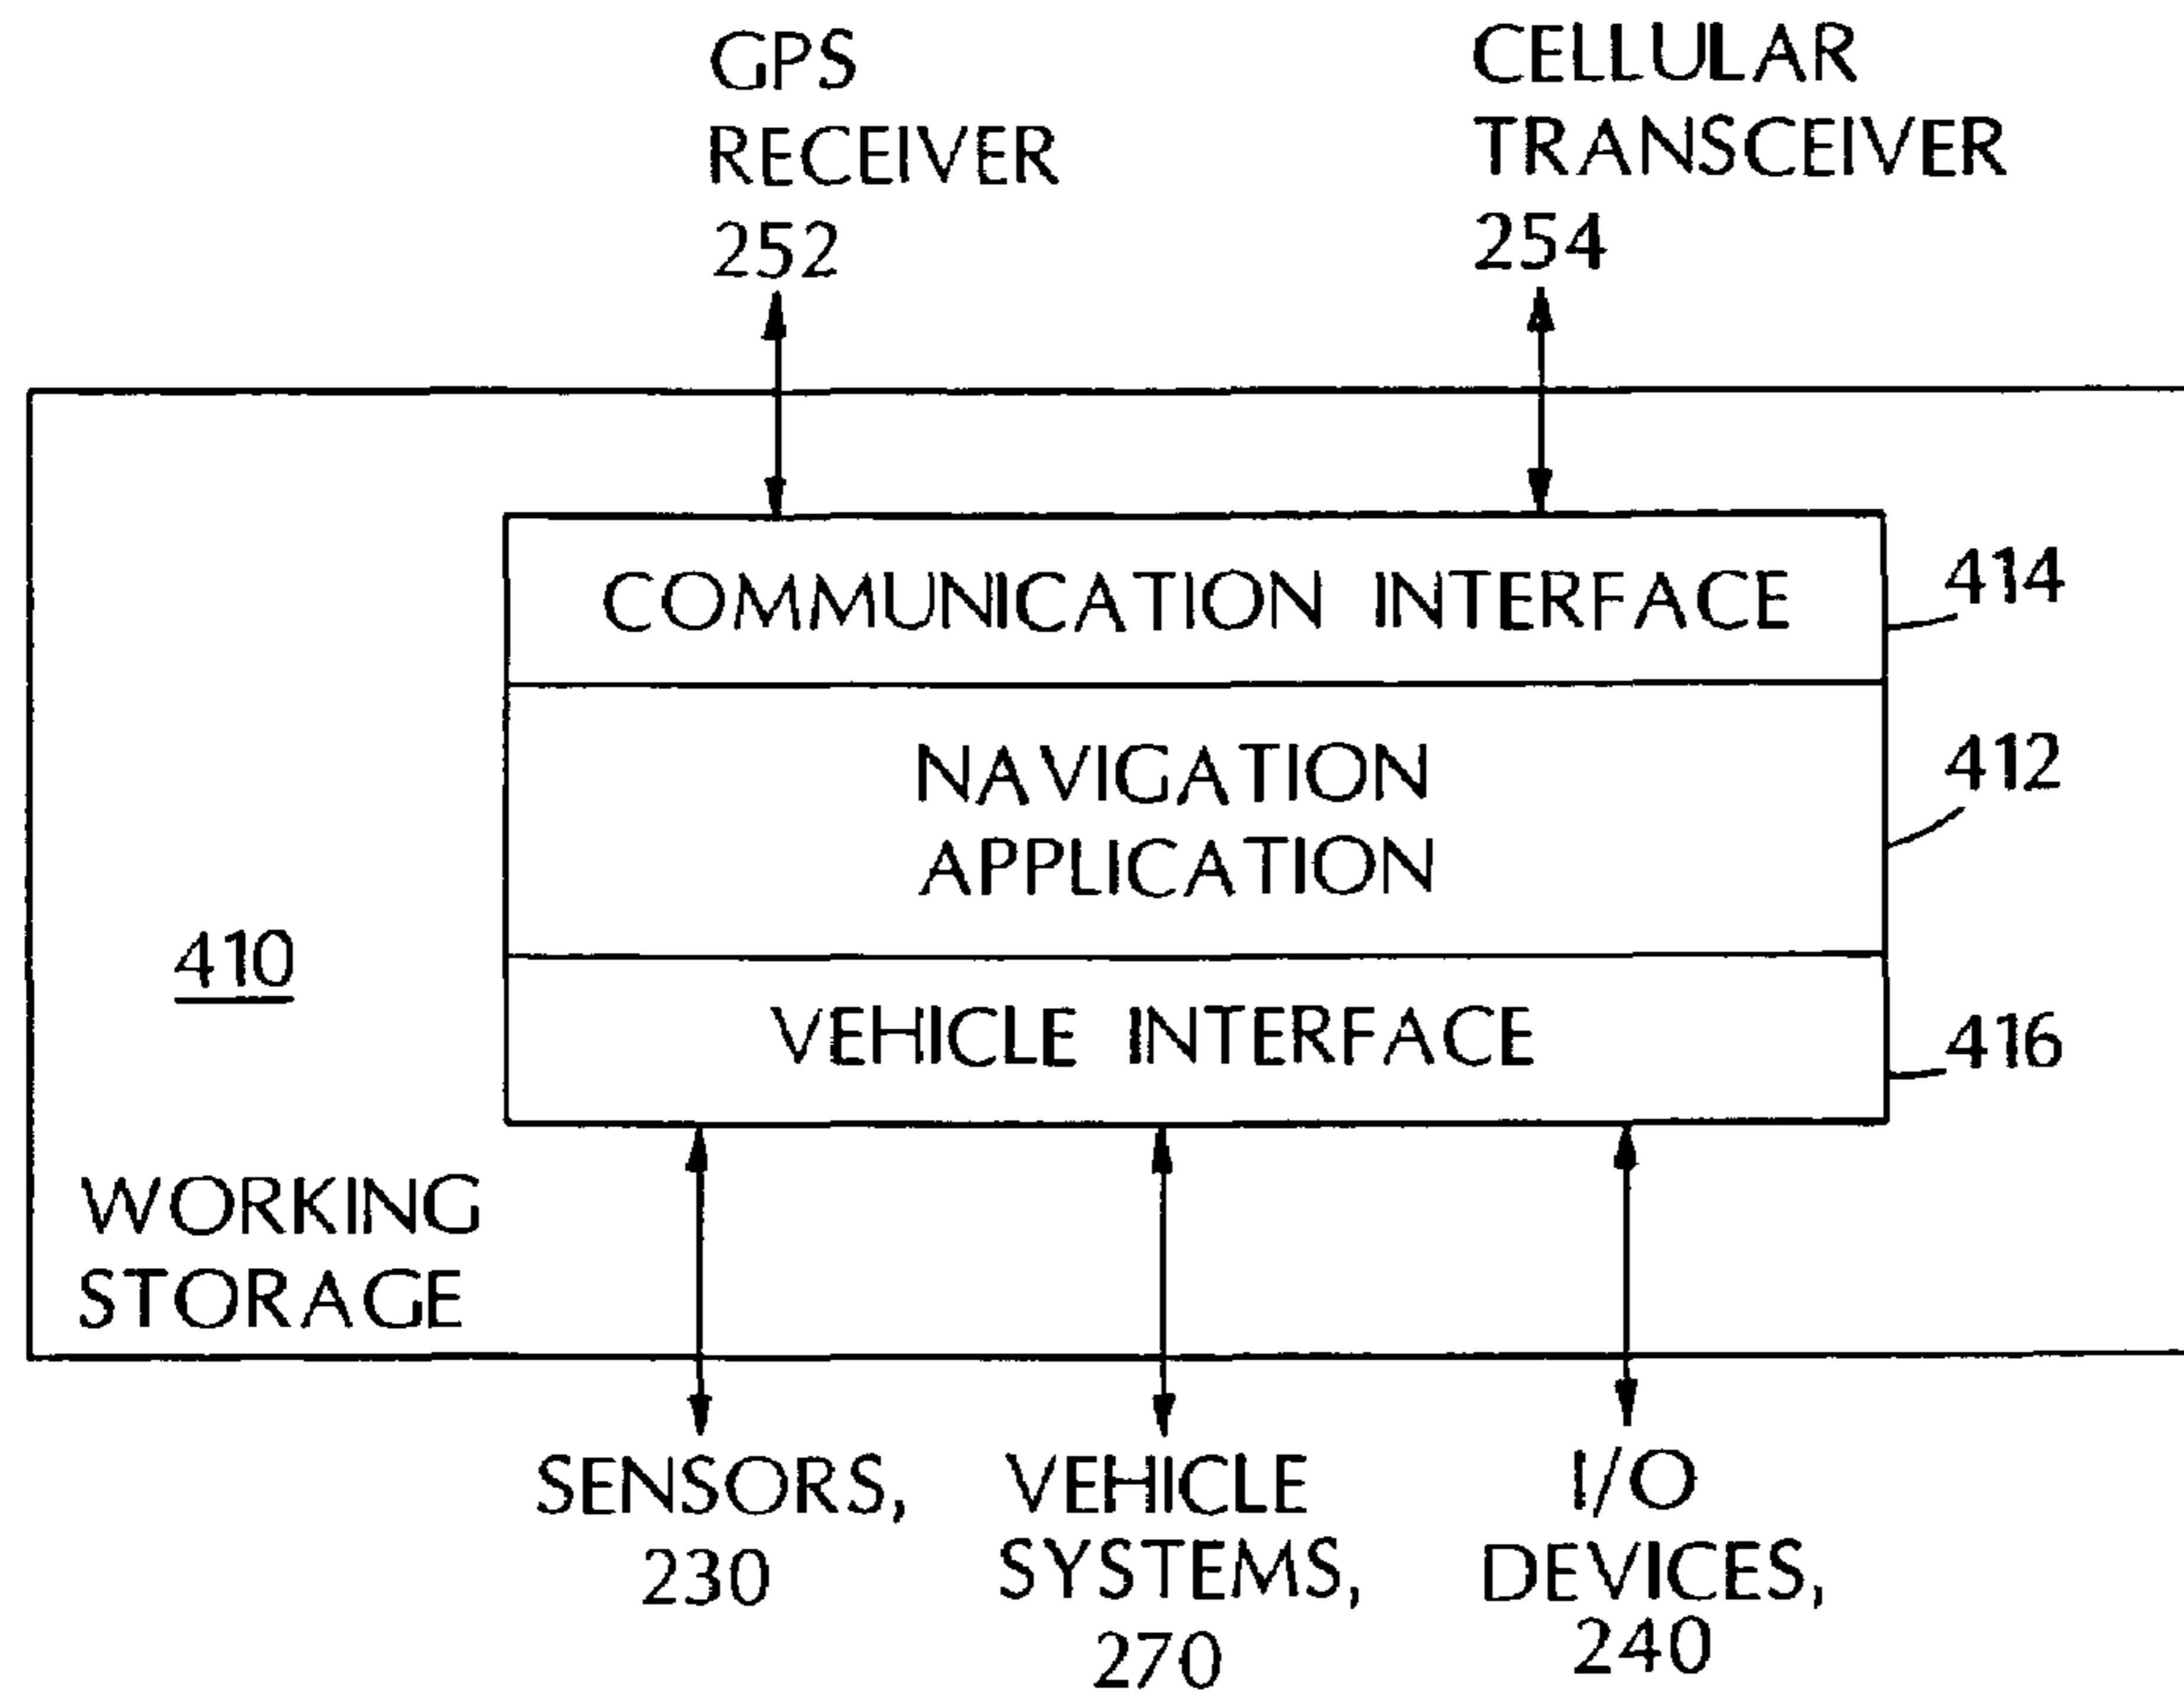 GPS
RECEIVER
252
CELLULAR
TRANSCEIVER
254
COMMUNICATION INTERFACE
414
NAVIGATION
APPLICATION
412
410
VEHICLE INTERFACE
416
WORKING
STORAGE
SENSORS,
230
VEHICLE
SYSTEMS,
270
I/O
DEVICES,
240